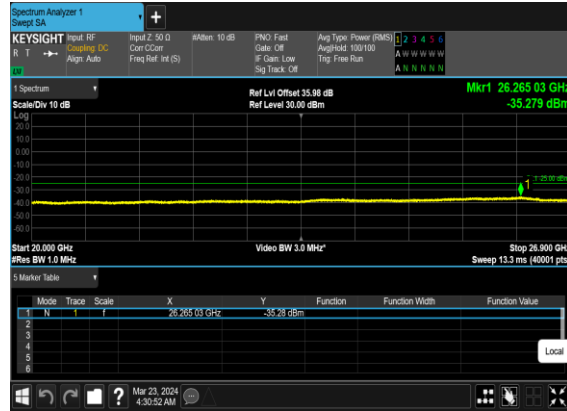 Spectrum Analyzer 1
Swept SA
+
KEYSIGHT Input: RF Input Z: 50 Ω #Atten: 10 dB PNO: Fast Avg Type: Power (RMS) 1 2 3 4 5 6
R T Coupling: DC Corr CCorr Gate: Off Avg|Hold: 100/100 A W W W W W
Align: Auto Freq Ref: Int (S) IF Gain: Low Trig: Free Run
Sig Track: Off A N N N N N
1 Spectrum Ref Lvl Offset 35.98 dB Mkr1 26.265 03 GHz
Scale/Div 10 dB Ref Level 30.00 dBm -35.279 dBm
Log
20.0
10.0
0.00
-10.0
-20.0
-30.0
-40.0
-50.0
-60.0
1
Start 20.000 GHz Video BW 3.0 MHz* Stop 26.900 GHz
#Res BW 1.0 MHz Sweep 13.3 ms (40001 pts)
5 Marker Table
Mode Trace Scale X Y Function Function Width Function Value
1 N 1 f 26.265 03 GHz -35.28 dBm
2
3
4
5
6
Local
? Mar 23, 2024
4:30:52 AM